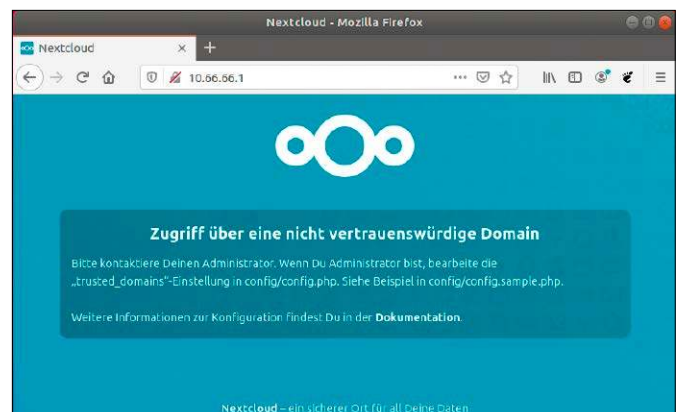 Nextcloud - Mozilla Firefox
Nextcloud
10.66.66.1
Zugriff über eine nicht vertrauenswürdige Domain
Bitte kontaktiere Deinen Administrator. Wenn Du Administrator bist, bearbeite die
„trusted_domains“-Einstellung in config/config.php. Siehe Beispiel in config/config.sample.php.
Weitere Informationen zur Konfiguration findest Du in der Dokumentation.
Nextcloud – ein sicherer Ort für all Deine Daten